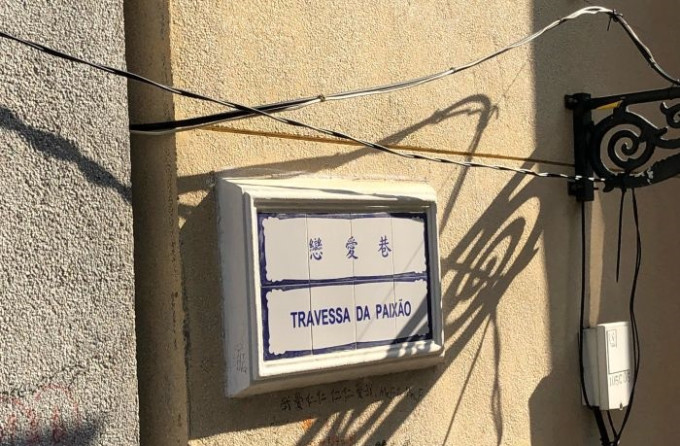 戀愛巷
TRAVESSA DA PAIXÃO